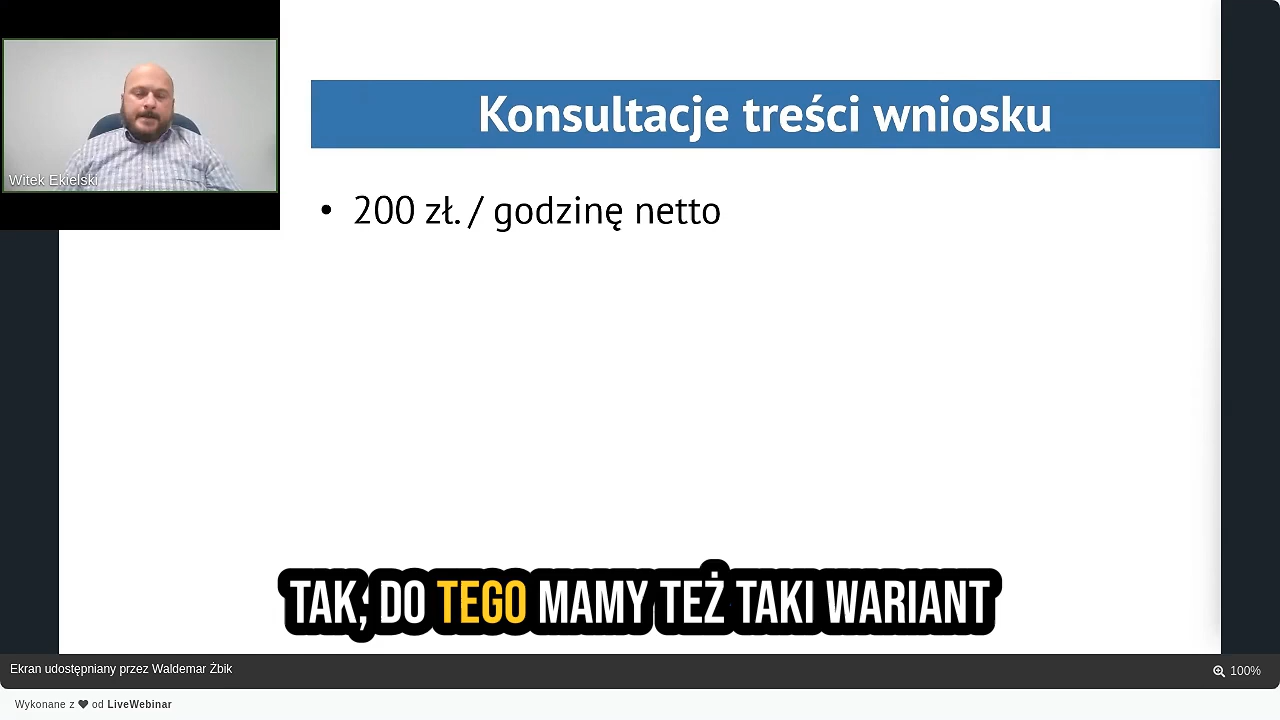 Witek Ekielski
Konsultacje treści wniosku
• 200 zł. / godzinę netto
TAK, DO TEGO MAMY TEŻ TAKI WARIANT
Ekran udostępniany przez Waldemar Żbik
100%
Wykonane z ❤ od LiveWebinar